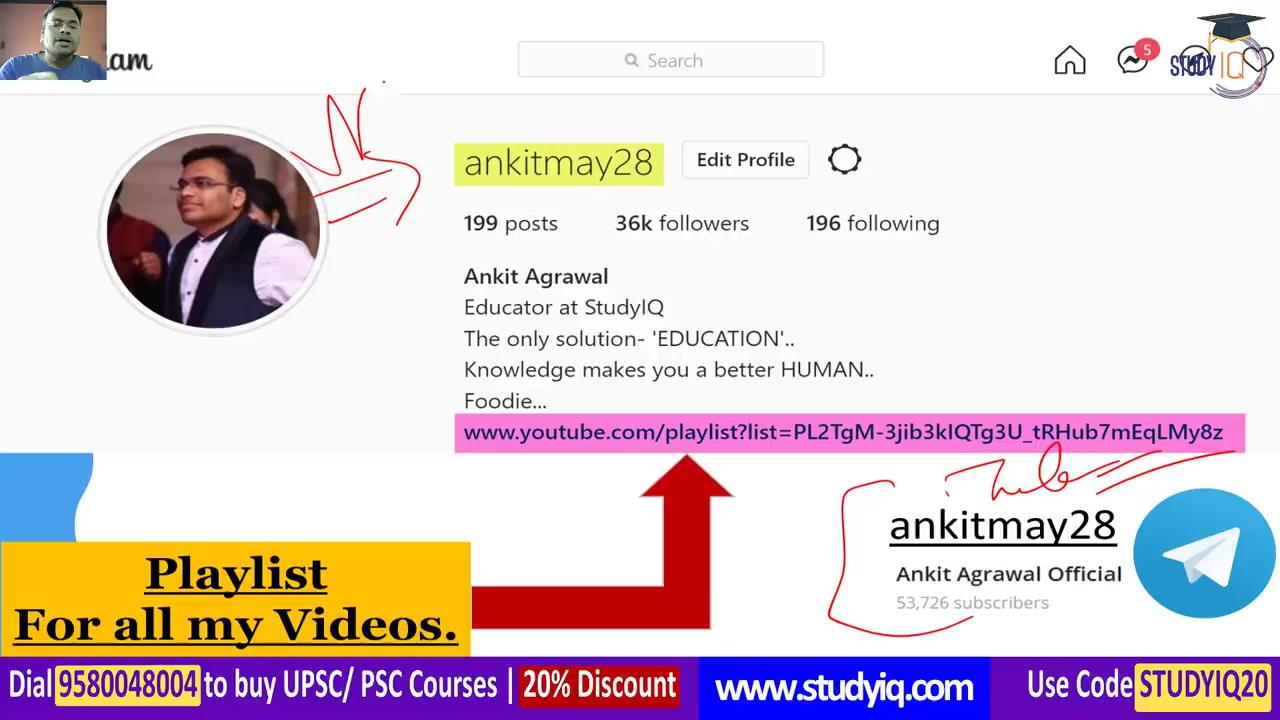 am
Search
5
STUDY IQ
ankitmay28
Edit Profile
199 posts 36k followers 196 following
Ankit Agrawal
Educator at StudyIQ
The only solution- 'EDUCATION'..
Knowledge makes you a better HUMAN..
Foodie...
www.youtube.com/playlist?list=PL2TgM-3jib3kIQTg3U_tRHub7mEqLMy8z
ankitmay28
Ankit Agrawal Official
53,726 subscribers
Playlist
For all my Videos.
Dial 9580048004 to buy UPSC/ PSC Courses | 20% Discount www.studyiq.com Use Code STUDYIQ20